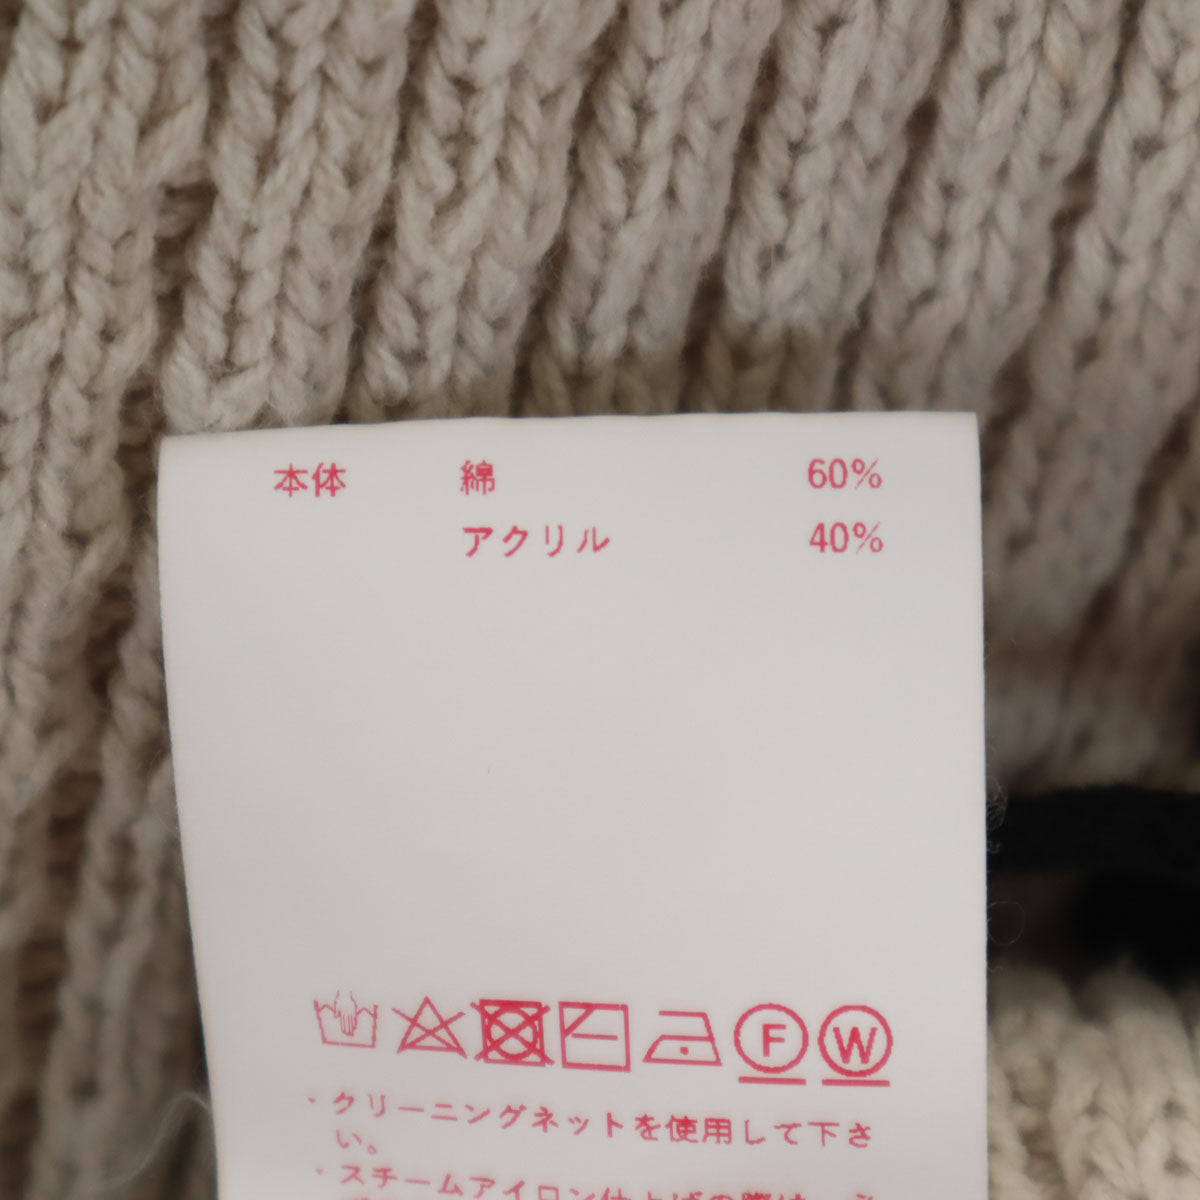 本体 綿 60%
アクリル 40%
F W
・クリーニングネットを使用して下さ
い。
・スチームアイロン仕上げの際は、